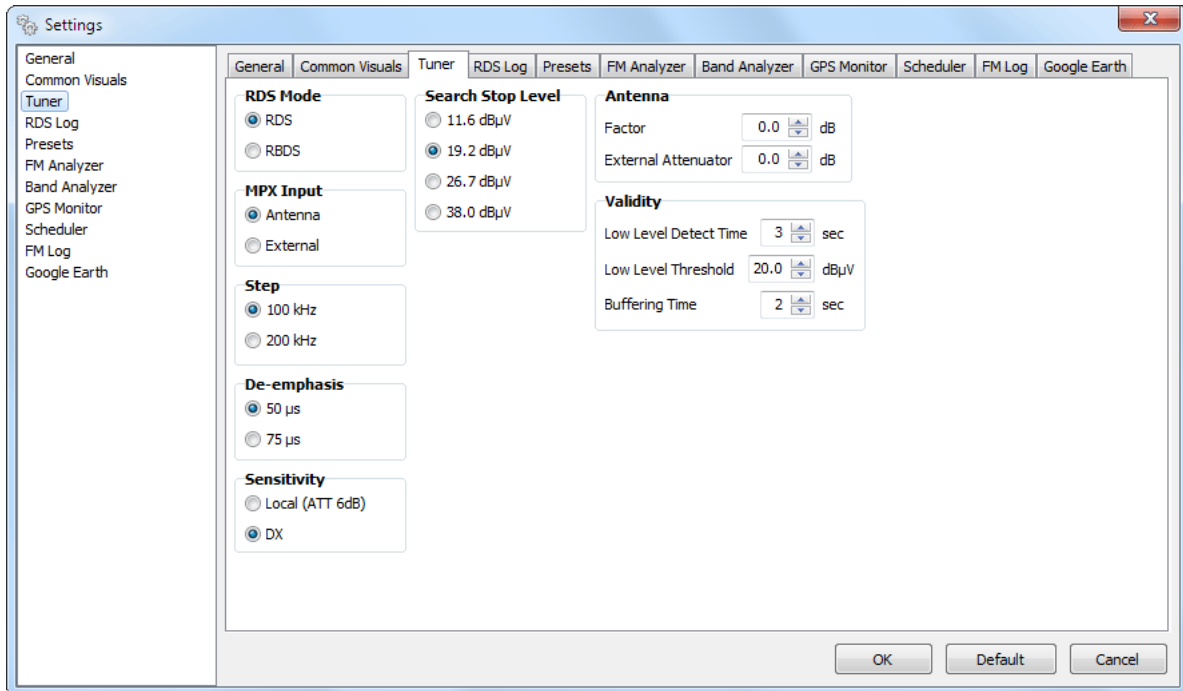 Settings
General
Common Visuals
Tuner
RDS Log
Presets
FM Analyzer
Band Analyzer
GPS Monitor
Scheduler
FM Log
Google Earth
General Common Visuals Tuner RDS Log Presets FM Analyzer Band Analyzer GPS Monitor Scheduler FM Log Google Earth
RDS Mode
RDS
RBDS
MPX Input
Antenna
External
Step
100 kHz
200 kHz
De-emphasis
50 µs
75 µs
Sensitivity
Local (ATT 6dB)
DX
Search Stop Level
11.6 dBµV
19.2 dBµV
26.7 dBµV
38.0 dBµV
Antenna
Factor 0.0 dB
External Attenuator 0.0 dB
Validity
Low Level Detect Time 3 sec
Low Level Threshold 20.0 dBµV
Buffering Time 2 sec
OK Default Cancel